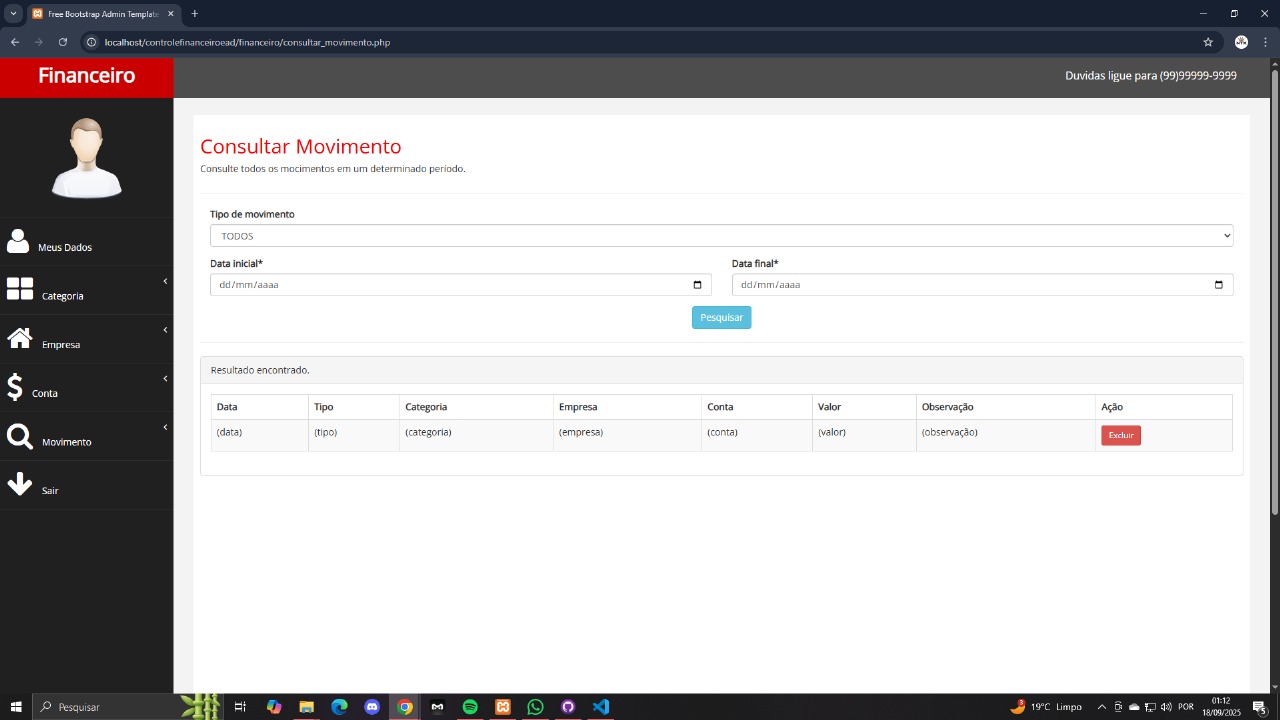 Free Bootstrap Admin Template
localhost/controlefinanceiroead/financeiro/consultar_movimento.php
Financeiro
Duvidas ligue para (99)99999-9999
Meus Dados
Categoria
Empresa
Conta
Movimento
Sair
Consultar Movimento
Consulte todos os mocimentos em um determinado período.
Tipo de movimento
TODOS
Data inicial* Data final*
dd/mm/aaaa dd/mm/aaaa
Pesquisar
Resultado encontrado.
Data Tipo Categoria Empresa Conta Valor Observação Ação
(data) (tipo) (categoria) (empresa) (conta) (valor) (observação) Excluir
Pesquisar
19°C Limpo
POR
01:12
18/09/2025
5